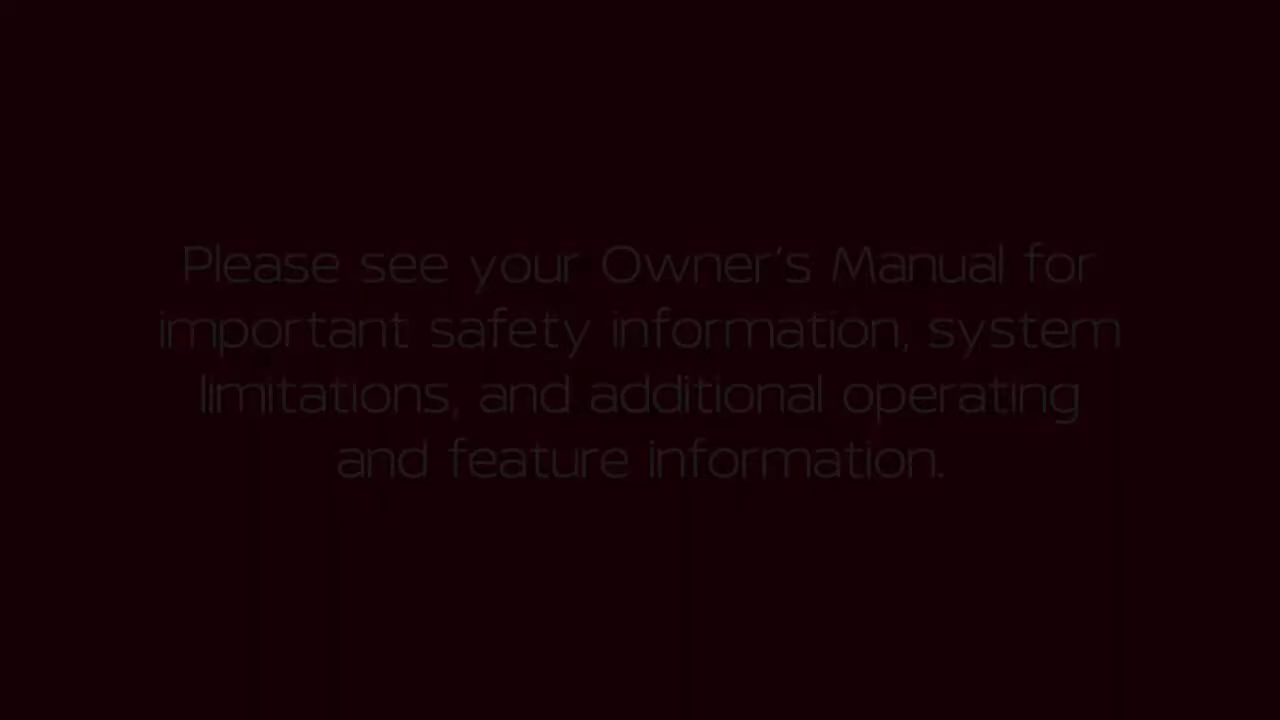 Please see your Owner's Manual for
important safety information, system
limitations, and additional operating
and feature information.